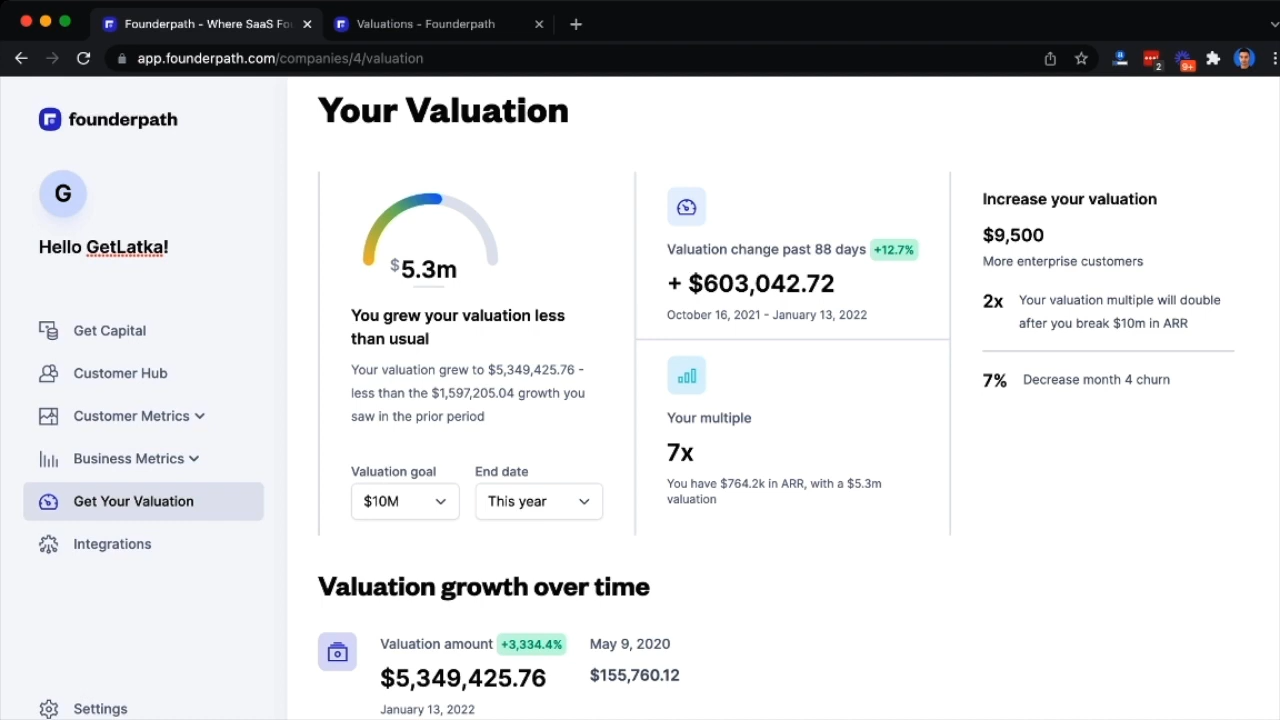 Founderpath - Where SaaS Fou
Valuations - Founderpath
app.founderpath.com/companies/4/valuation
2
9+
founderpath
G
Hello GetLatka!
Get Capital
Customer Hub
Customer Metrics
Business Metrics
Get Your Valuation
Integrations
Settings
Your Valuation
$5.3m
You grew your valuation less
than usual
Your valuation grew to $5,349,425.76 -
less than the $1,597,205.04 growth you
saw in the prior period
Valuation goal
End date
$10M
This year
Valuation change past 88 days +12.7%
+ $603,042.72
October 16, 2021 - January 13, 2022
Your multiple
7x
You have $764.2k in ARR, with a $5.3m
valuation
Increase your valuation
$9,500
More enterprise customers
2x Your valuation multiple will double
after you break $10m in ARR
7% Decrease month 4 churn
Valuation growth over time
Valuation amount +3,334.4%
$5,349,425.76
January 13, 2022
May 9, 2020
$155,760.12